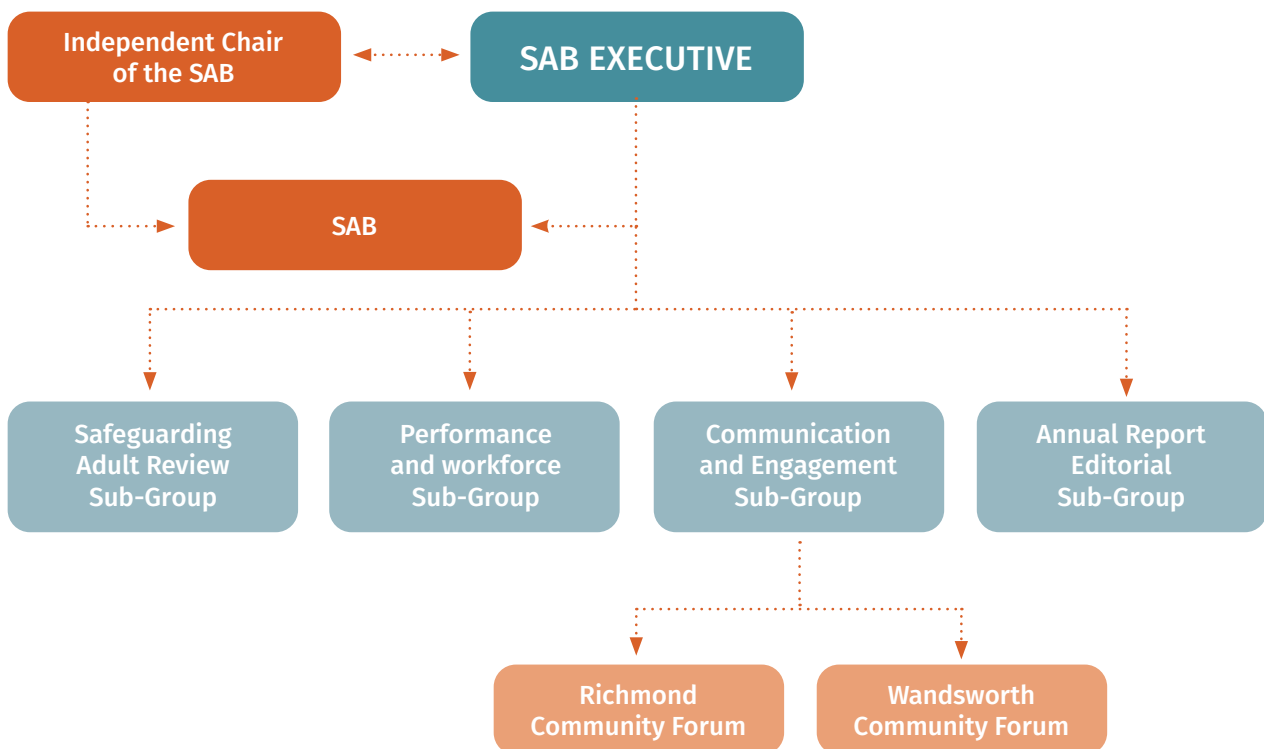 Independent Chair
of the SAB
SAB EXECUTIVE
SAB
Safeguarding
Adult Review
Sub-Group
Performance
and workforce
Sub-Group
Communication
and Engagement
Sub-Group
Annual Report
Editorial
Sub-Group
Richmond
Community Forum
Wandsworth
Community Forum